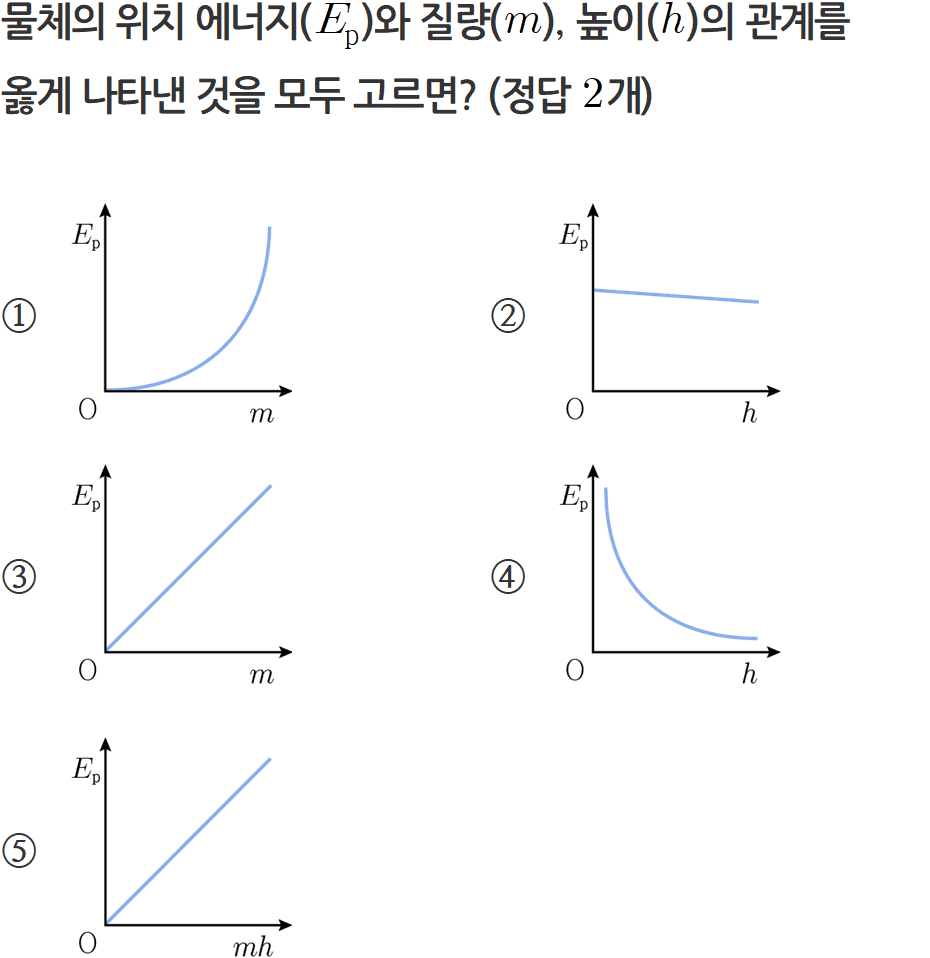 물체의 위치 에너지(Eₚ)와 질량(m), 높이(h)의 관계를
옳게 나타낸 것을 모두 고르면? (정답 2개)
①
Eₚ
O
m
②
Eₚ
O
h
③
Eₚ
O
m
④
Eₚ
O
h
⑤
Eₚ
O
mh